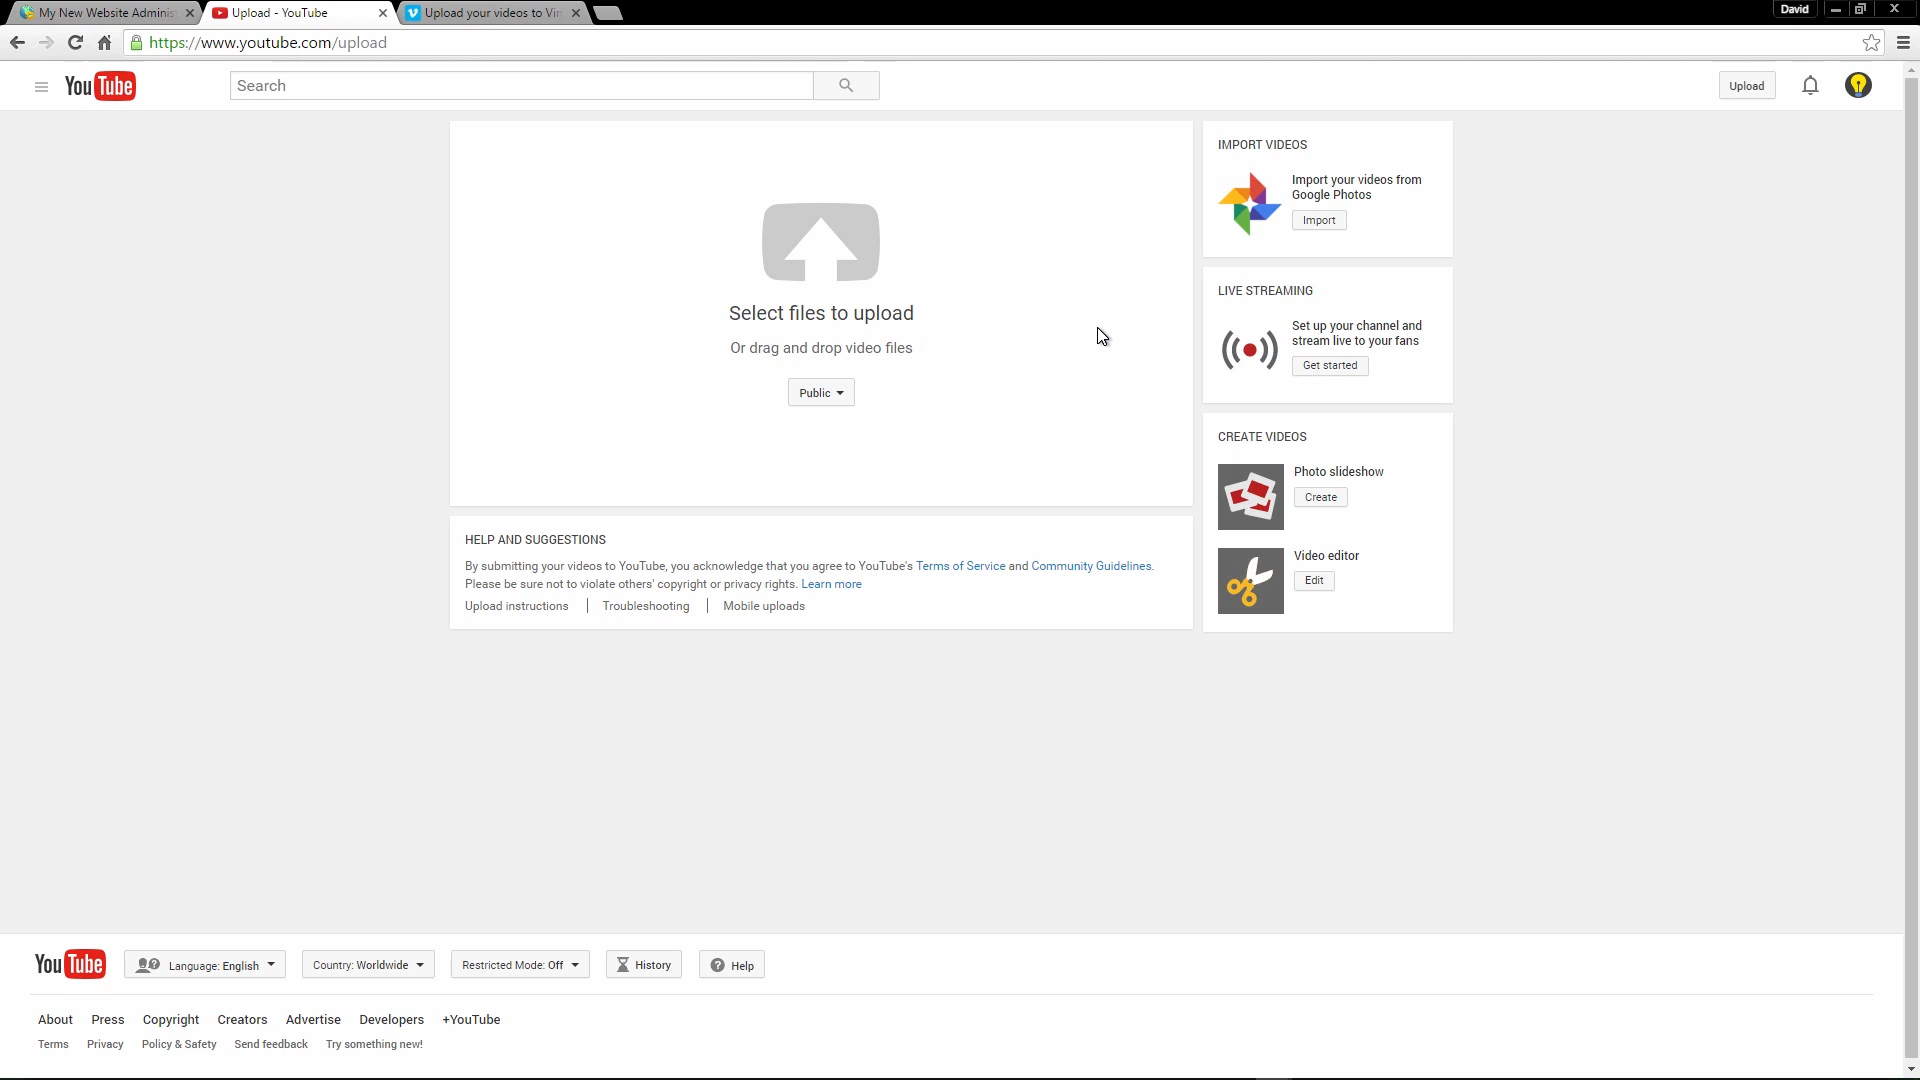 My New Website Adminis
Upload - YouTube
Upload your videos to Vim
David
https://www.youtube.com/upload
YouTube
Search
Upload
Select files to upload
Or drag and drop video files
Public
IMPORT VIDEOS
Import your videos from
Google Photos
Import
LIVE STREAMING
Set up your channel and
stream live to your fans
Get started
CREATE VIDEOS
Photo slideshow
Create
Video editor
Edit
HELP AND SUGGESTIONS
By submitting your videos to YouTube, you acknowledge that you agree to YouTube's Terms of Service and Community Guidelines.
Please be sure not to violate others' copyright or privacy rights. Learn more
Upload instructions | Troubleshooting | Mobile uploads
YouTube Language: English Country: Worldwide Restricted Mode: Off History Help
About Press Copyright Creators Advertise Developers +YouTube
Terms Privacy Policy & Safety Send feedback Try something new!